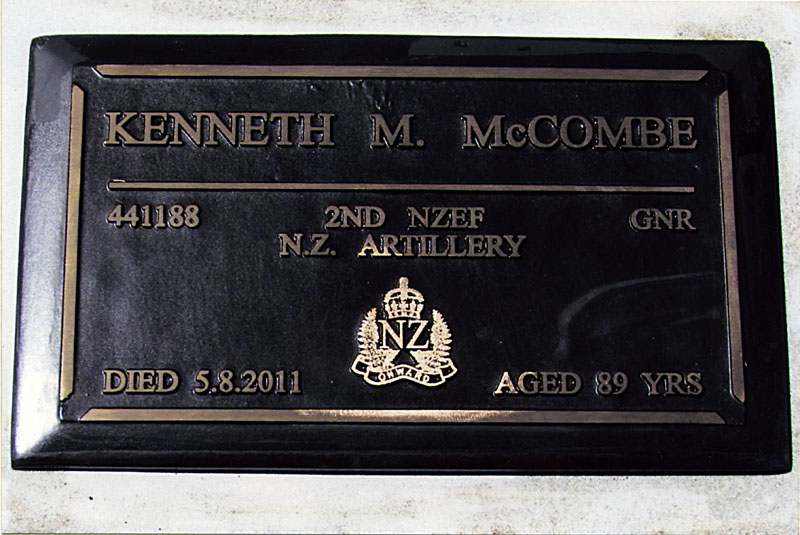 KENNETH M. McCOMBE
441188 2ND NZEF GNR
N.Z. ARTILLERY
NZ
ONWARD
DIED 5.8.2011 AGED 89 YRS